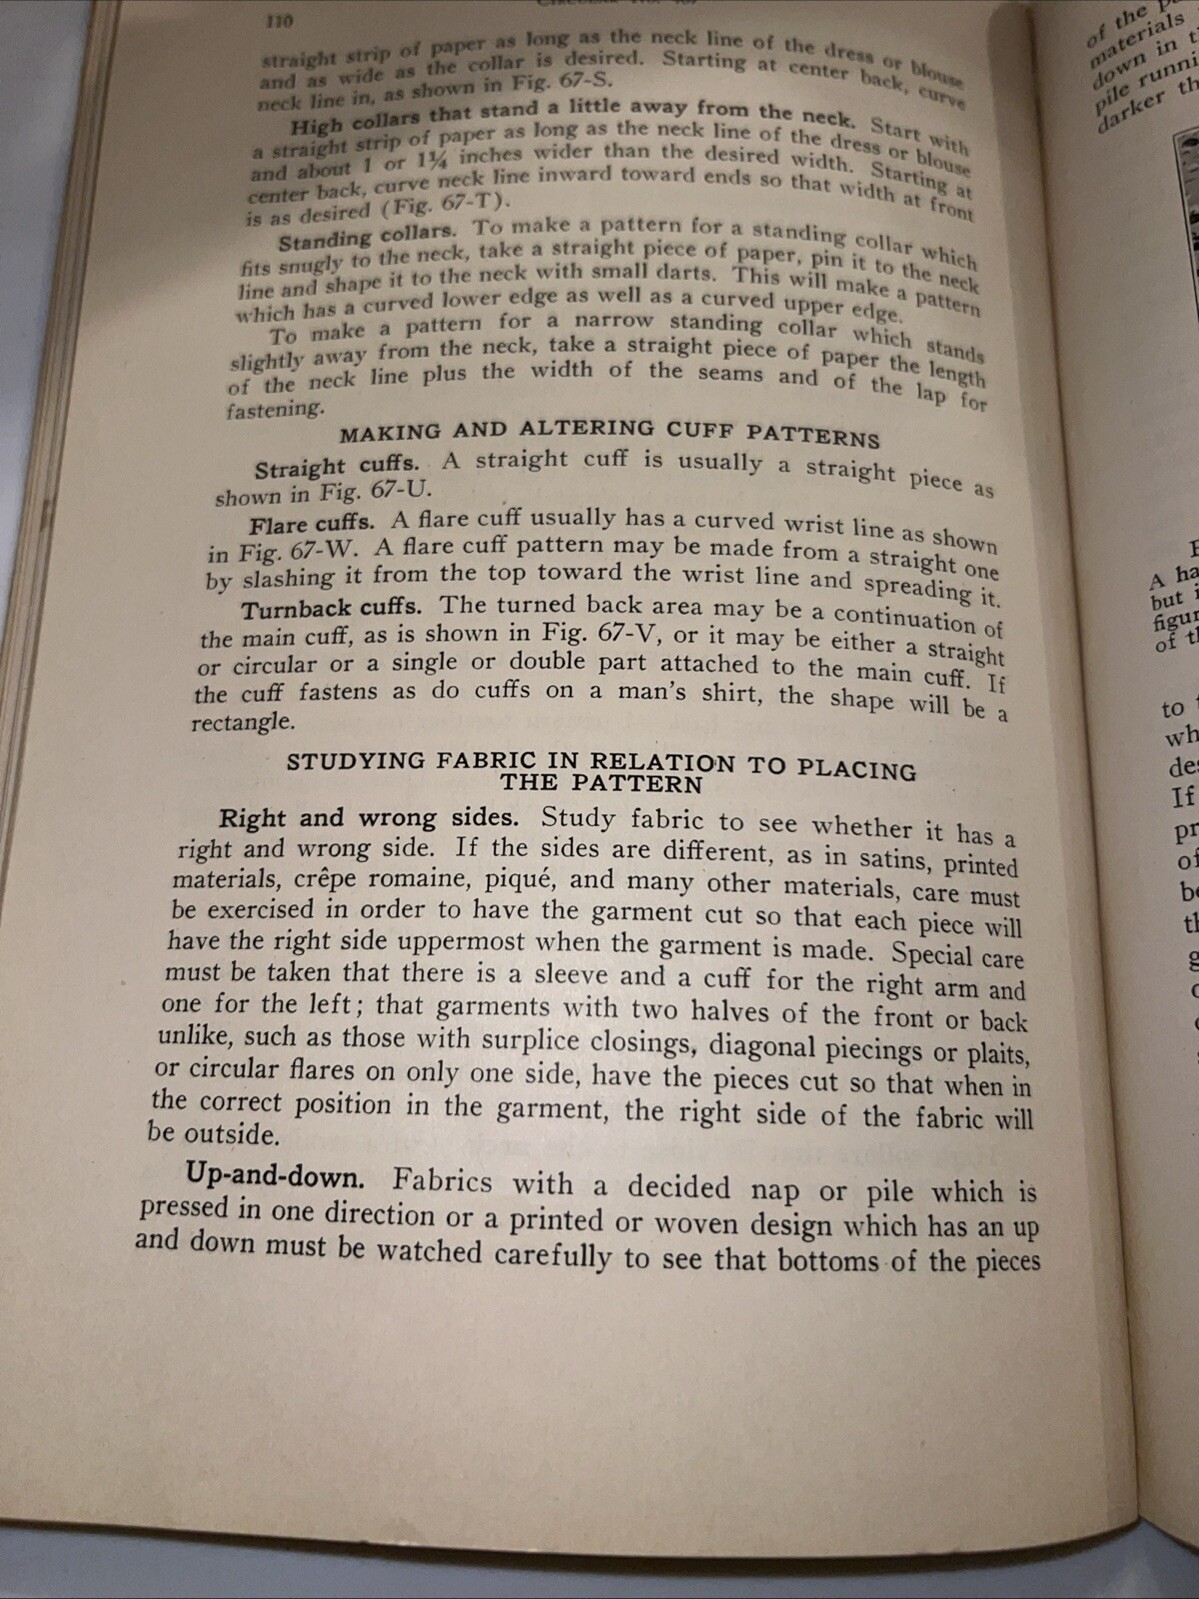 110
straight strip of paper as long as the neck line of the dress or blouse
and as wide as the collar is desired. Starting at center back, curve
neck line in, as shown in Fig. 67-S.
High collars that stand a little away from the neck. Start with
a straight strip of paper as long as the neck line of the dress or blouse
and about 1 or 1¼ inches wider than the desired width. Starting at
center back, curve neck line inward toward ends so that width at front
is as desired (Fig. 67-T).
Standing collars. To make a pattern for a standing collar which
fits snugly to the neck, take a straight piece of paper, pin it to the neck
line and shape it to the neck with small darts. This will make a pattern
which has a curved lower edge as well as a curved upper edge.
To make a pattern for a narrow standing collar which stands
slightly away from the neck, take a straight piece of paper the length
of the neck line plus the width of the seams and of the lap for
fastening.
MAKING AND ALTERING CUFF PATTERNS
Straight cuffs. A straight cuff is usually a straight piece as
shown in Fig. 67-U.
Flare cuffs. A flare cuff usually has a curved wrist line as shown
in Fig. 67-W. A flare cuff pattern may be made from a straight one
by slashing it from the top toward the wrist line and spreading it.
Turnback cuffs. The turned back area may be a continuation of
the main cuff, as is shown in Fig. 67-V, or it may be either a straight
or circular or a single or double part attached to the main cuff. If
the cuff fastens as do cuffs on a man's shirt, the shape will be a
rectangle.
STUDYING FABRIC IN RELATION TO PLACING
THE PATTERN
Right and wrong sides. Study fabric to see whether it has a
right and wrong side. If the sides are different, as in satins, printed
materials, crêpe romaine, piqué, and many other materials, care must
be exercised in order to have the garment cut so that each piece will
have the right side uppermost when the garment is made. Special care
must be taken that there is a sleeve and a cuff for the right arm and
one for the left; that garments with two halves of the front or back
unlike, such as those with surplice closings, diagonal piecings or plaits,
or circular flares on only one side, have the pieces cut so that when in
the correct position in the garment, the right side of the fabric will
be outside.
Up-and-down. Fabrics with a decided nap or pile which is
pressed in one direction or a printed or woven design which has an up
and down must be watched carefully to see that bottoms of the pieces
of the
materials
down in
pile
darker
A
but
of
to
If